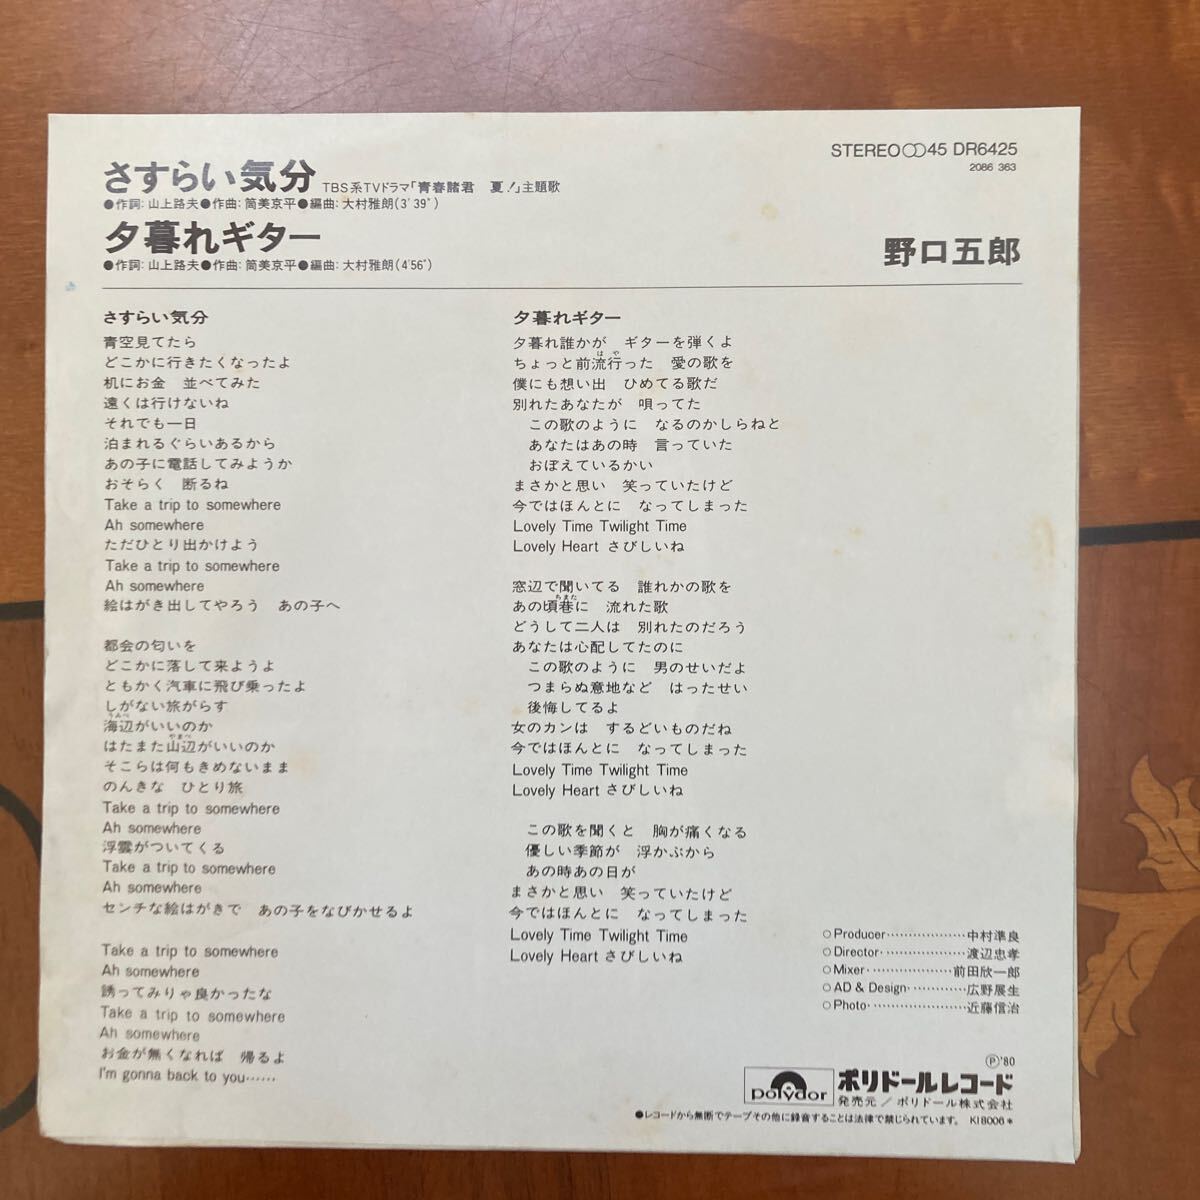 さすらい気分 TBS系TVドラマ「青春諸君 夏!」主題歌
●作詞:山上路夫●作曲:筒美京平●編曲:大村雅朗(3′39″)
夕暮れギター
●作詞:山上路夫●作曲:筒美京平●編曲:大村雅朗(4′56″)
STEREO 45 DR6425
2086 363
野口五郎
さすらい気分
青空見てたら
どこかに行きたくなったよ
机にお金 並べてみた
遠くは行けないね
それでも一日
泊まれるぐらいあるから
あの子に電話してみようか
おそらく 断るね
Take a trip to somewhere
Ah somewhere
ただひとり出かけよう
Take a trip to somewhere
Ah somewhere
絵はがき出してやろう あの子へ
都会の匂いを
どこかに落して来ようよ
ともかく汽車に飛び乗ったよ
しがない旅がらす
うみべ
海辺がいいのか
やまべ
はたまた山辺がいいのか
そこらは何もきめないまま
のんきな ひとり旅
Take a trip to somewhere
Ah somewhere
浮雲がついてくる
Take a trip to somewhere
Ah somewhere
センチな絵はがきで あの子をなびかせるよ
Take a trip to somewhere
Ah somewhere
誘ってみりゃ良かったな
Take a trip to somewhere
Ah somewhere
お金が無くなれば 帰るよ
I'm gonna back to you……
夕暮れギター
夕暮れ誰かが ギターを弾くよ
はや
ちょっと前流行った 愛の歌を
僕にも想い出 ひめてる歌だ
別れたあなたが 唄ってた
この歌のように なるのかしらねと
あなたはあの時 言っていた
おぼえているかい
まさかと思い 笑っていたけど
今ではほんとに なってしまった
Lovely Time Twilight Time
Lovely Heart さびしいね
窓辺で聞いてる 誰れかの歌を
ちまた
あの頃巷に 流れた歌
どうして二人は 別れたのだろう
あなたは心配してたのに
この歌のように 男のせいだよ
つまらぬ意地など はったせい
後悔してるよ
女のカンは するどいものだね
今ではほんとに なってしまった
Lovely Time Twilight Time
Lovely Heart さびしいね
この歌を聞くと 胸が痛くなる
優しい季節が 浮かぶから
あの時あの日が
まさかと思い 笑っていたけど
今ではほんとに なってしまった
Lovely Time Twilight Time
Lovely Heart さびしいね
○Producer………………中村準良
○Director………………渡辺忠孝
○Mixer………………前田欣一郎
○AD & Design…………広野展生
○Photo…………………近藤信治
Ⓟ'80
polydor ポリドールレコード
発売元/ポリドール株式会社
●レコードから無断でテープその他に録音することは法律で禁じられています。 KI8006*